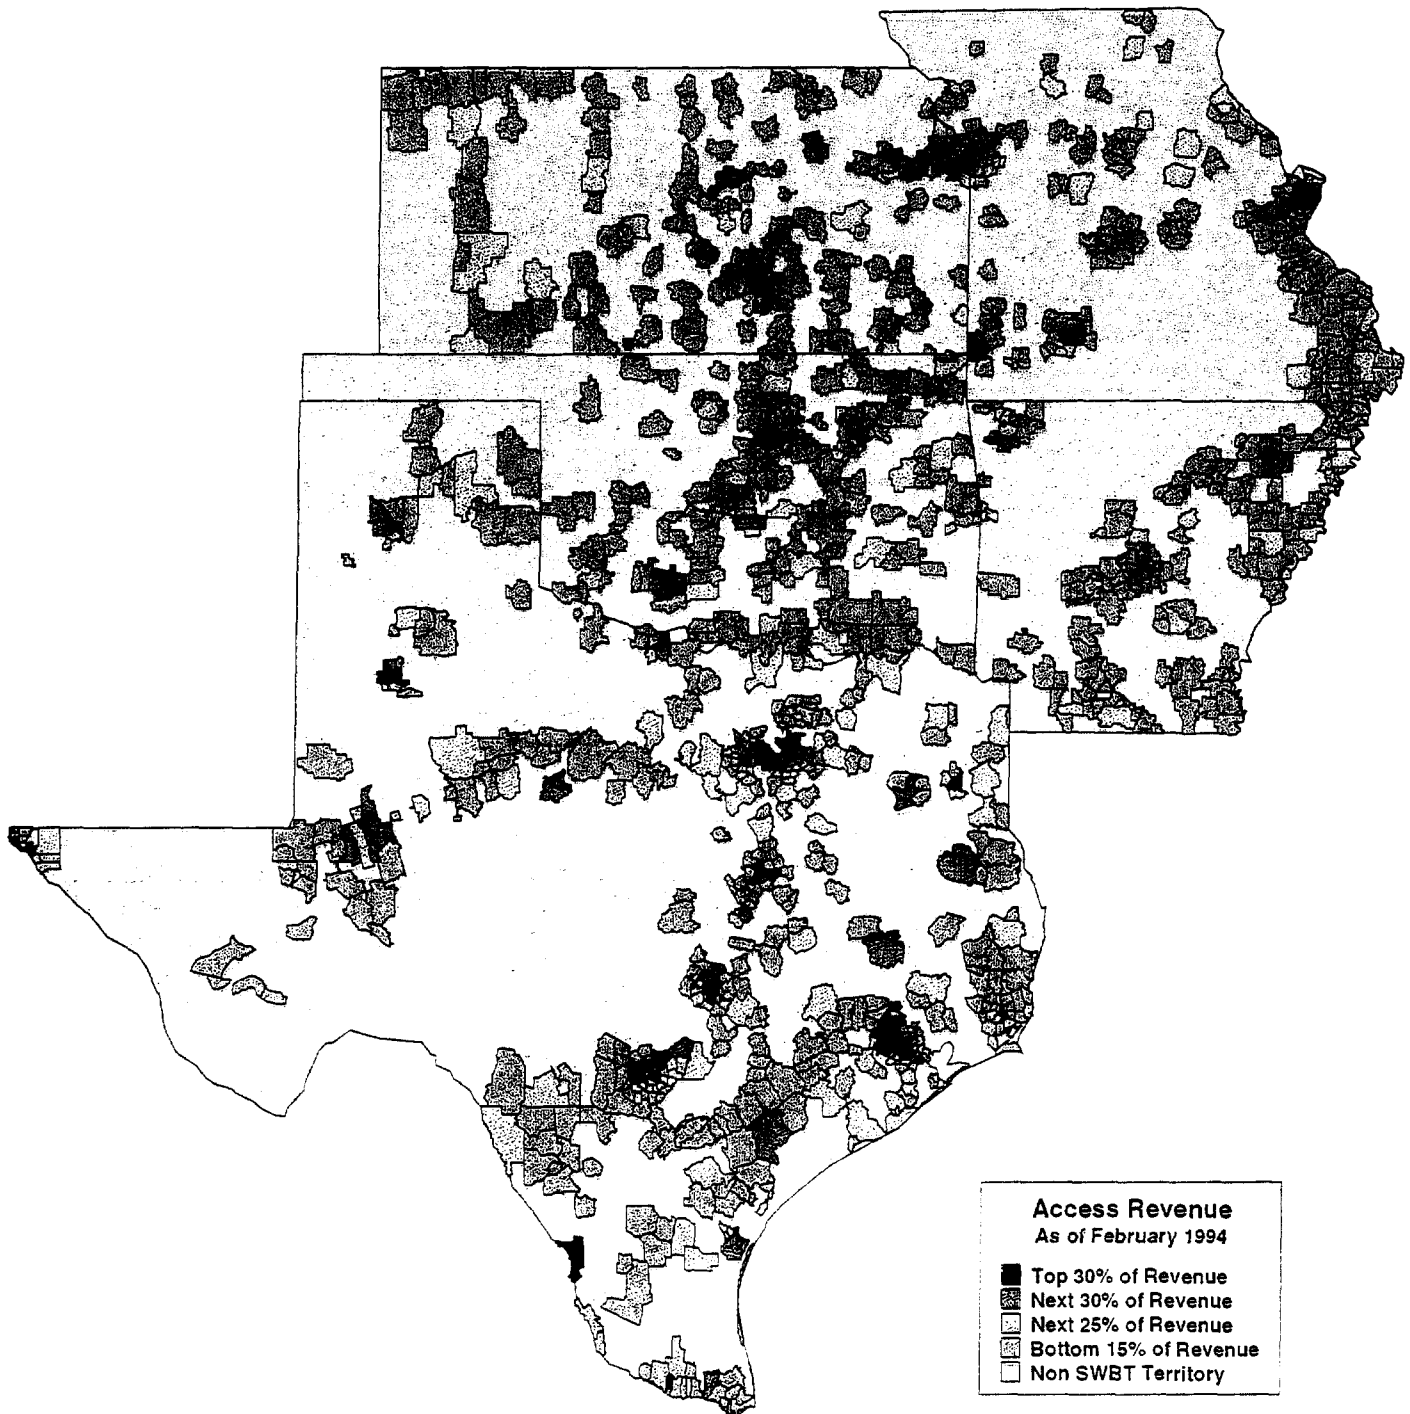 Access Revenue
As of February 1994
Top 30% of Revenue
Next 30% of Revenue
Next 25% of Revenue
Bottom 15% of Revenue
Non SWBT Territory